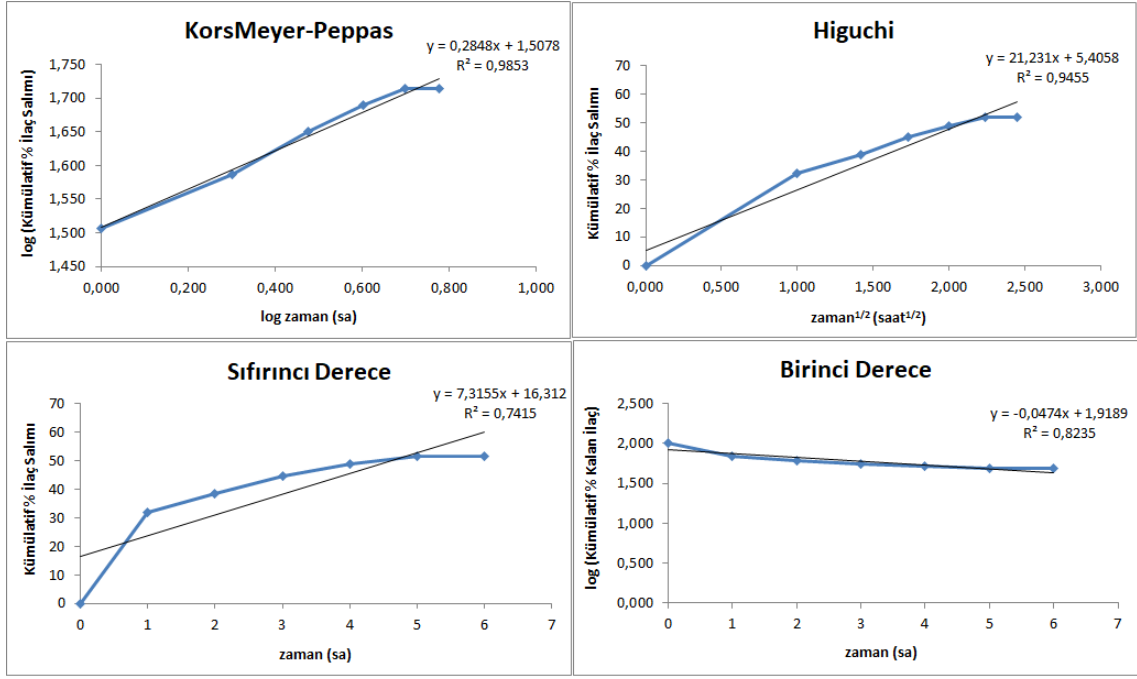 KorsMeyer-Peppas
y = 0,2848x + 1,5078
R² = 0,9853
log (Kümülatif % İlaç Salımı)
1,750
1,700
1,650
1,600
1,550
1,500
1,450
0,000 0,200 0,400 0,600 0,800 1,000
log zaman (sa)
Higuchi
y = 21,231x + 5,4058
R² = 0,9455
Kümülatif % İlaç Salımı
70
60
50
40
30
20
10
0
0,000 0,500 1,000 1,500 2,000 2,500 3,000
zaman¹/² (saat¹/²)
Sıfırıncı Derece
y = 7,3155x + 16,312
R² = 0,7415
Kümülatif % İlaç Salımı
70
60
50
40
30
20
10
0
0 1 2 3 4 5 6 7
zaman (sa)
Birinci Derece
y = -0,0474x + 1,9189
R² = 0,8235
log (Kümülatif % Kalan İlaç)
2,500
2,000
1,500
1,000
0,500
0,000
0 1 2 3 4 5 6 7
zaman (sa)